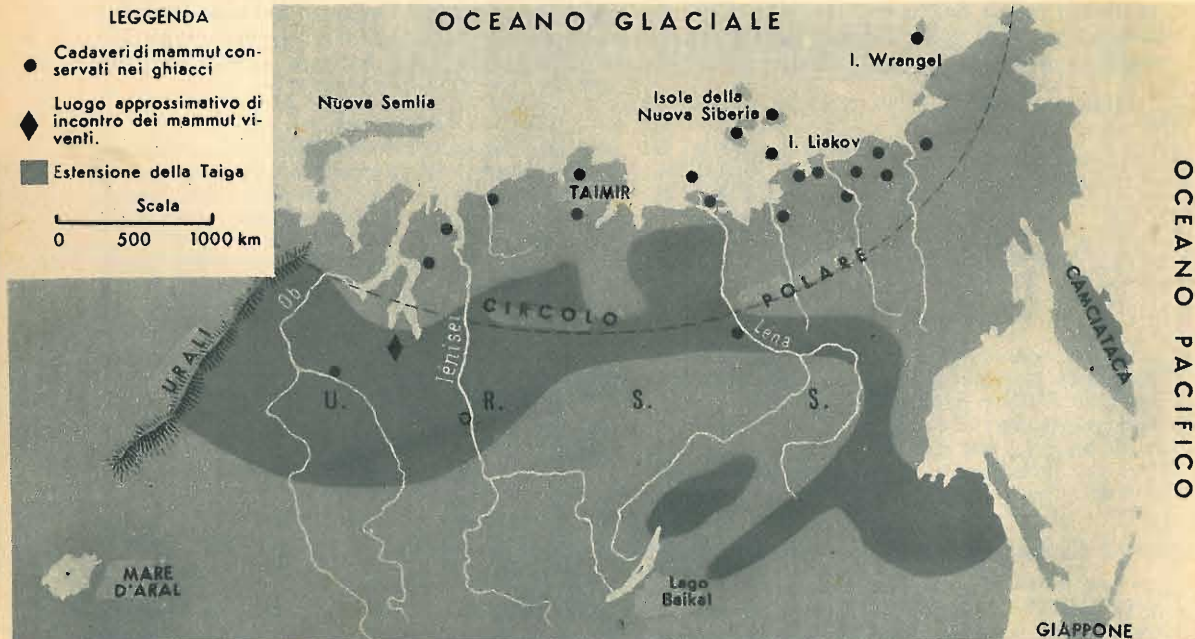 LEGGENDA
Cadaveri di mammut con-
servati nei ghiacci
Luogo approssimativo di
incontro dei mammut vi-
venti.
Estensione della Taiga
Scala
0 500 1000 km
OCEANO GLACIALE
I. Wrangel
Nuova Semlia
Isole della
Nuova Siberia
I. Liakov
TAIMIR
OCEANO PACIFICO
CAMCIATACA
CIRCOLO POLARE
URALI
Ob
Jenisei
Lena
U. R. S. S.
MARE
D'ARAL
Lago
Baikal
GIAPPONE